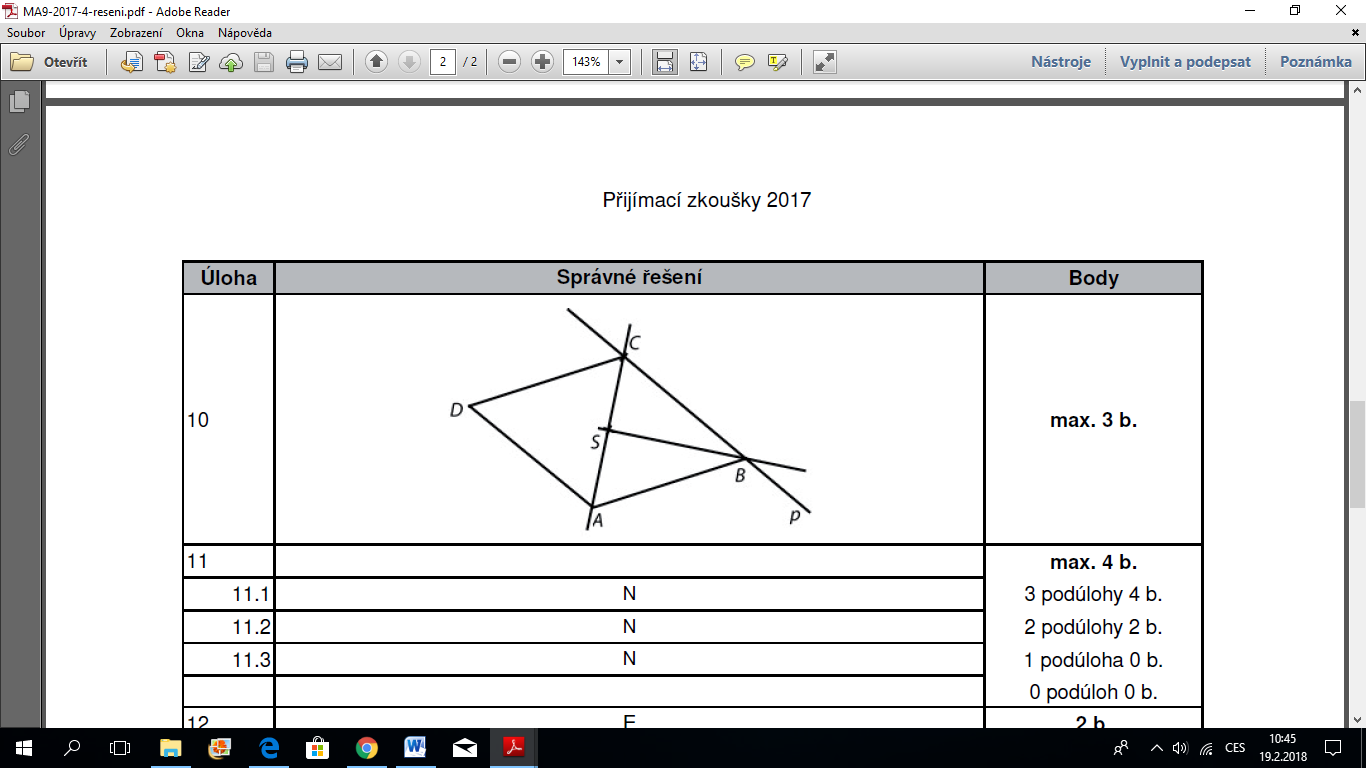 MA9-2017-4-reseni.pdf - Adobe Reader
Soubor Úpravy Zobrazení Okna Nápověda
Otevřít 2 / 2 143% Nástroje Vyplnit a podepsat Poznámka
Přijímací zkoušky 2017
Úloha Správné řešení Body
10 max. 3 b.
C
D
S
B
A
p
11 max. 4 b.
11.1 N 3 podúlohy 4 b.
11.2 N 2 podúlohy 2 b.
11.3 N 1 podúloha 0 b.
0 podúloh 0 b.
12 2 b.
CES
10:45
19.2.2018